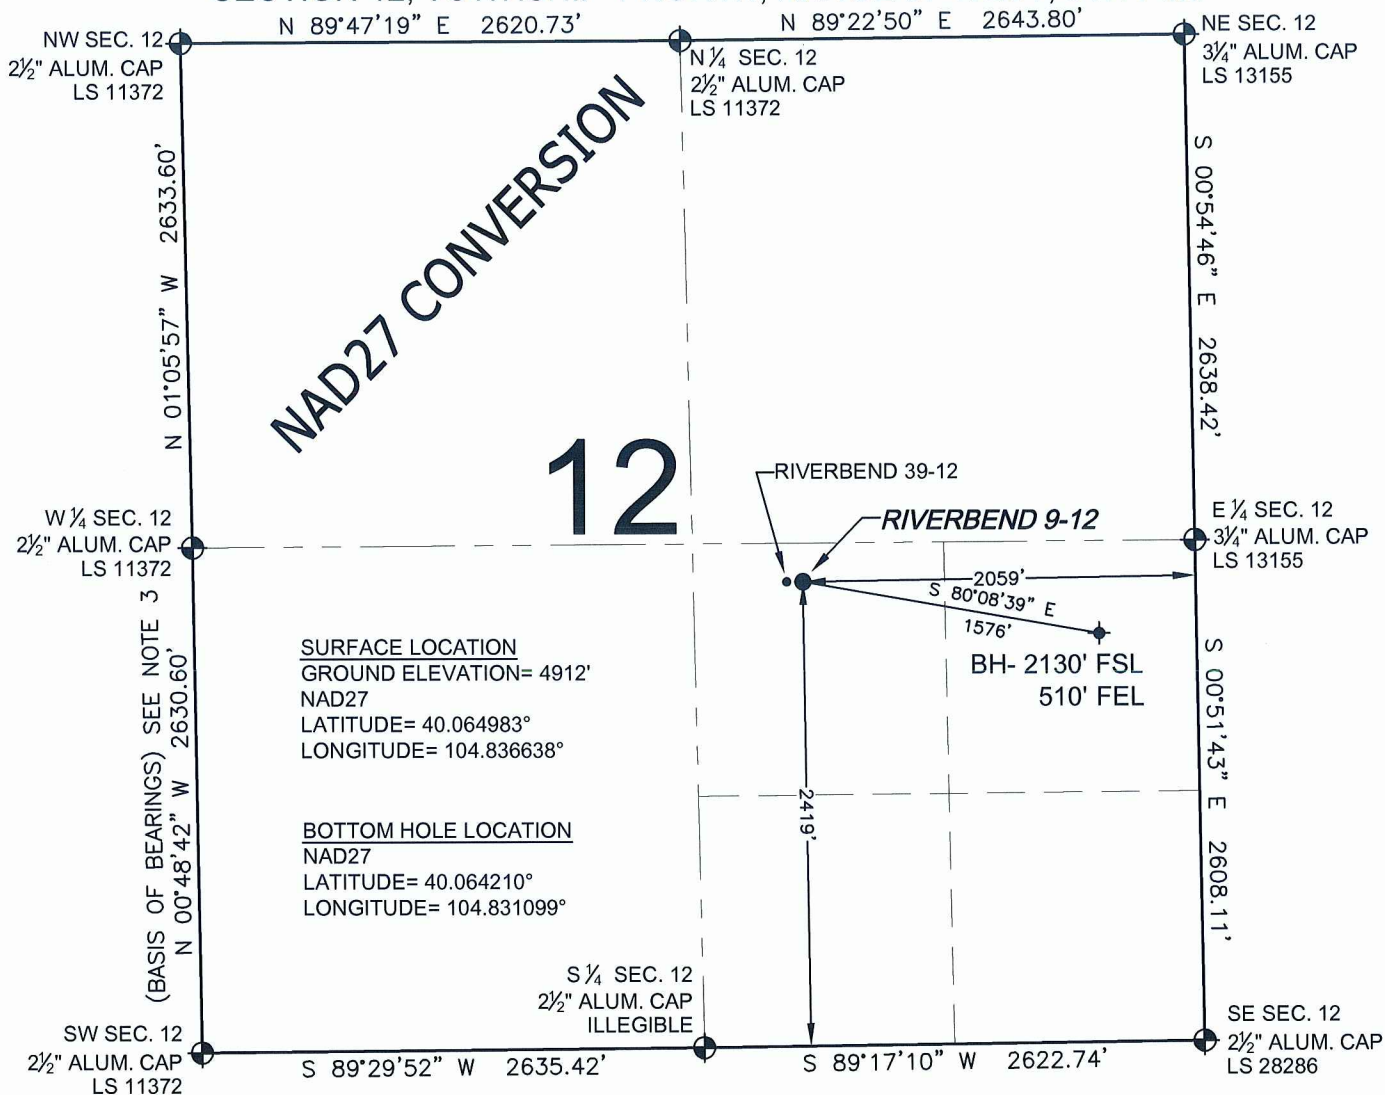 N 89°47'19" E 2620.73'
N 89°22'50" E 2643.80'
NW SEC. 12
2½" ALUM. CAP
LS 11372
N ¼ SEC. 12
2½" ALUM. CAP
LS 11372
NE SEC. 12
3¼" ALUM. CAP
LS 13155
N 01°05'57" W 2633.60'
NAD27 CONVERSION
S 00°54'46" E 2638.42'
12
RIVERBEND 39-12
RIVERBEND 9-12
W ¼ SEC. 12
2½" ALUM. CAP
LS 11372
E ¼ SEC. 12
3¼" ALUM. CAP
LS 13155
2059'
S 80°08'39" E
1576'
BH- 2130' FSL
510' FEL
SURFACE LOCATION
GROUND ELEVATION= 4912'
NAD27
LATITUDE= 40.064983°
LONGITUDE= 104.836638°
(BASIS OF BEARINGS) SEE NOTE 3
N 00°48'42" W 2630.60'
S 00°51'43" E 2608.11'
2419'
BOTTOM HOLE LOCATION
NAD27
LATITUDE= 40.064210°
LONGITUDE= 104.831099°
S ¼ SEC. 12
2½" ALUM. CAP
ILLEGIBLE
SW SEC. 12
2½" ALUM. CAP
LS 11372
SE SEC. 12
2½" ALUM. CAP
LS 28286
S 89°29'52" W 2635.42'
S 89°17'10" W 2622.74'